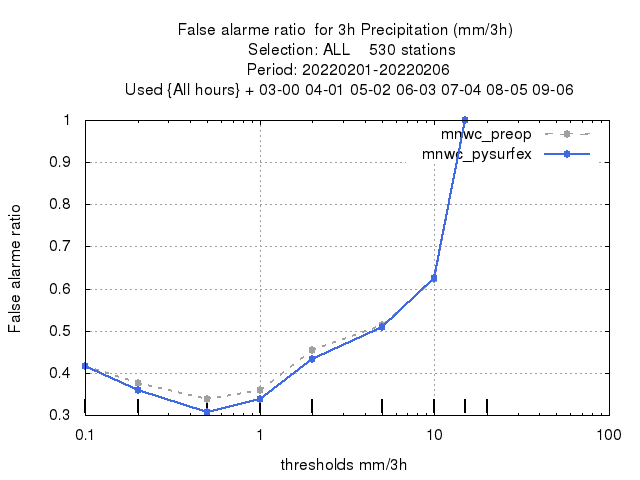 False alarme ratio  for 3h Precipitation (mm/3h)
Selection: ALL    530 stations
Period: 20220201-20220206
Used {All hours} + 03-00 04-01 05-02 06-03 07-04 08-05 09-06
mnwc_preop
mnwc_pysurfex
False alarme ratio
1
0.9
0.8
0.7
0.6
0.5
0.4
0.3
0.1 1 10 100
thresholds mm/3h